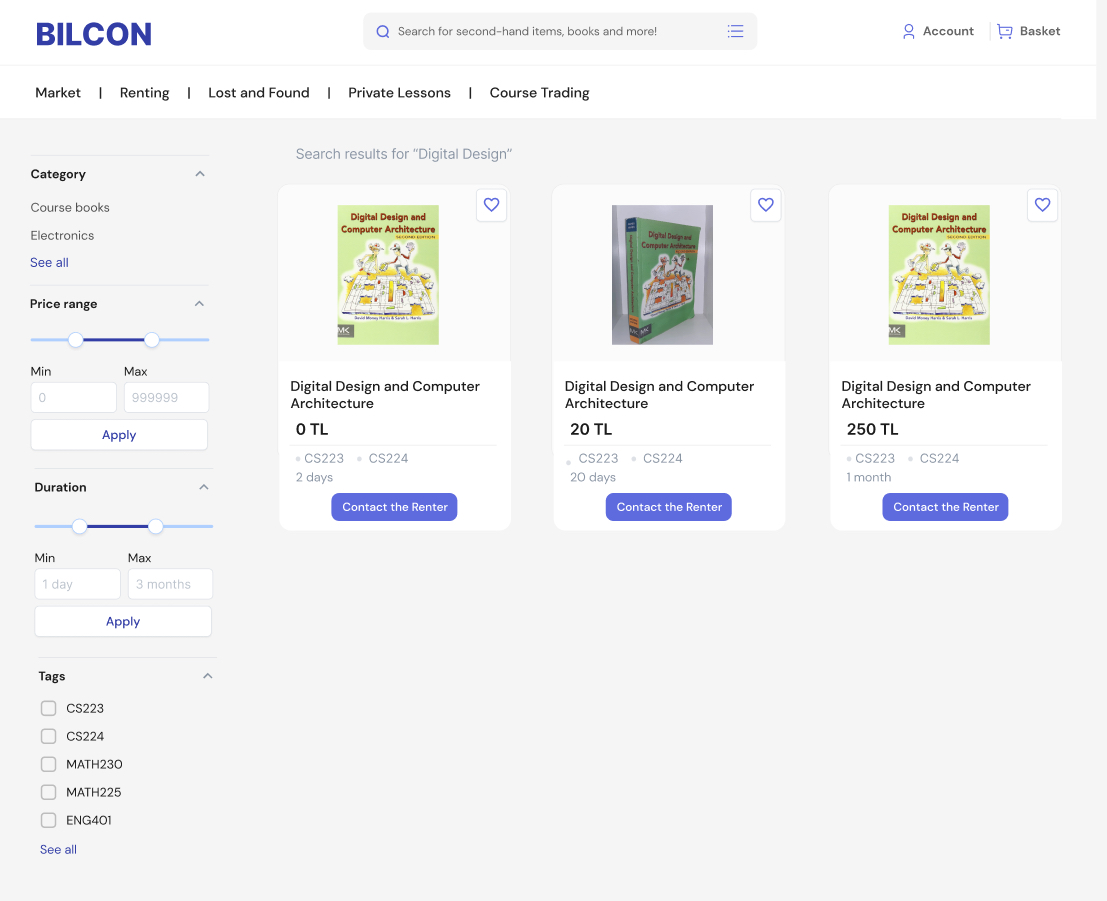 BILCON
Search for second-hand items, books and more!
Account
Basket
Market | Renting | Lost and Found | Private Lessons | Course Trading
Category
Course books
Electronics
See all
Price range
Min Max
0 999999
Apply
Duration
Min Max
1 day 3 months
Apply
Tags
CS223
CS224
MATH230
MATH225
ENG401
See all
Search results for “Digital Design”
Digital Design and
Computer Architecture
SECOND EDITION
David Money Harris & Sarah L. Harris
MK
Digital Design and Computer
Architecture
0 TL
CS223 CS224
2 days
Contact the Renter
Digital Design and
Computer Architecture
MK MK
Digital Design and Computer
Architecture
20 TL
CS223 CS224
20 days
Contact the Renter
Digital Design and
Computer Architecture
SECOND EDITION
David Money Harris & Sarah L. Harris
MK
Digital Design and Computer
Architecture
250 TL
CS223 CS224
1 month
Contact the Renter